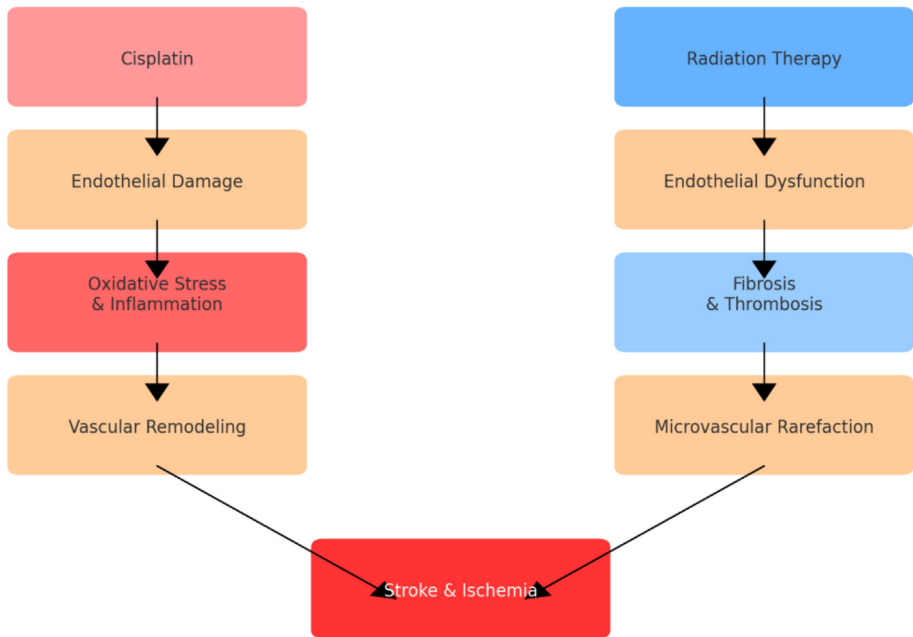 Cisplatin
Radiation Therapy
Endothelial Damage
Endothelial Dysfunction
Oxidative Stress
& Inflammation
Fibrosis
& Thrombosis
Vascular Remodeling
Microvascular Rarefaction
Stroke & Ischemia